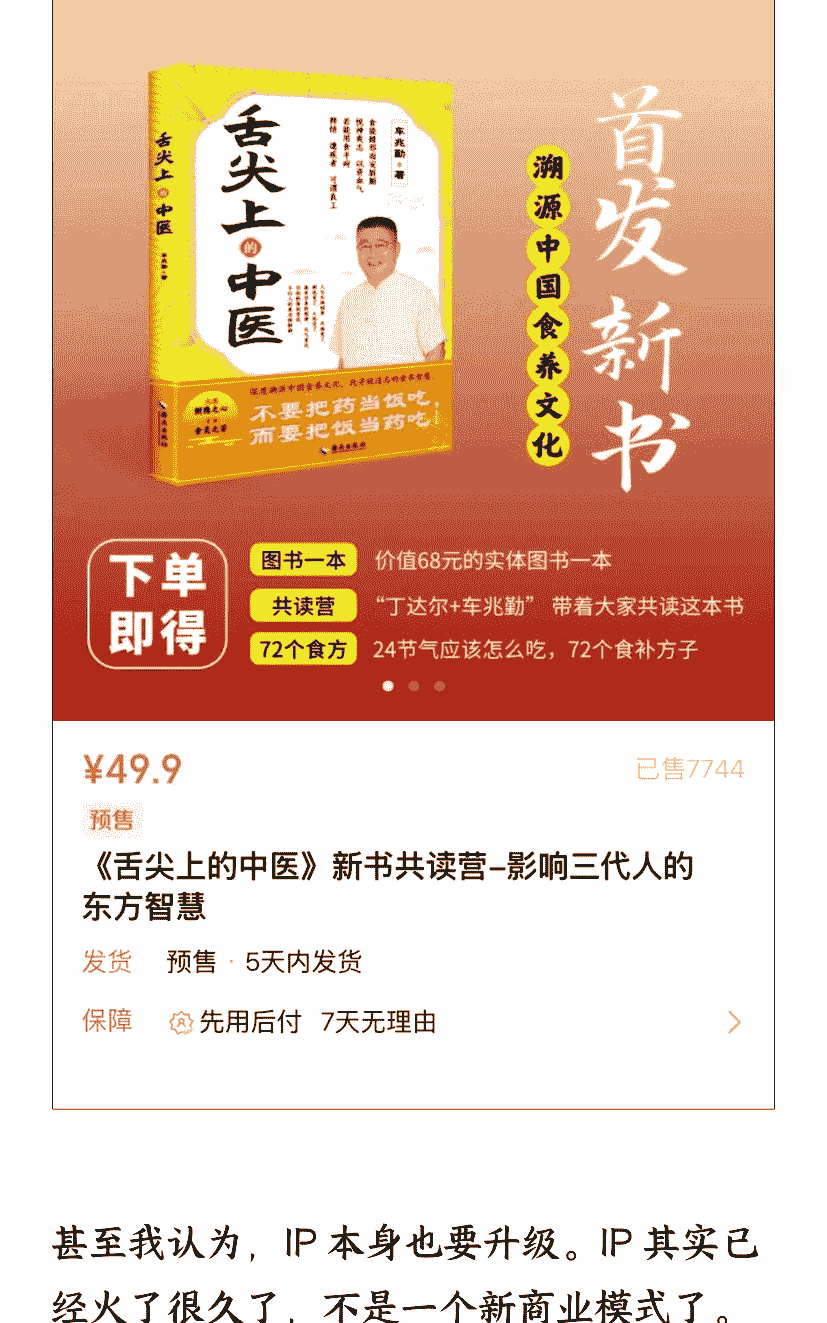 舌尖上的中医
车兆勤·著
舌尖上的中医
不要把药当饭吃,
而要把饭当药吃。
首发新书
溯源中国食养文化
下单
即得
图书一本 价值68元的实体图书一本
共读营 “丁达尔+车兆勤” 带着大家共读这本书
72个食方 24节气应该怎么吃，72个食补方子
¥49.9 已售7744
预售
《舌尖上的中医》新书共读营–影响三代人的
东方智慧
发货 预售 · 5天内发货
保障 先用后付 7天无理由
甚至我认为，IP 本身也要升级。IP 其实已
经火了很久了，不是一个新商业模式了。